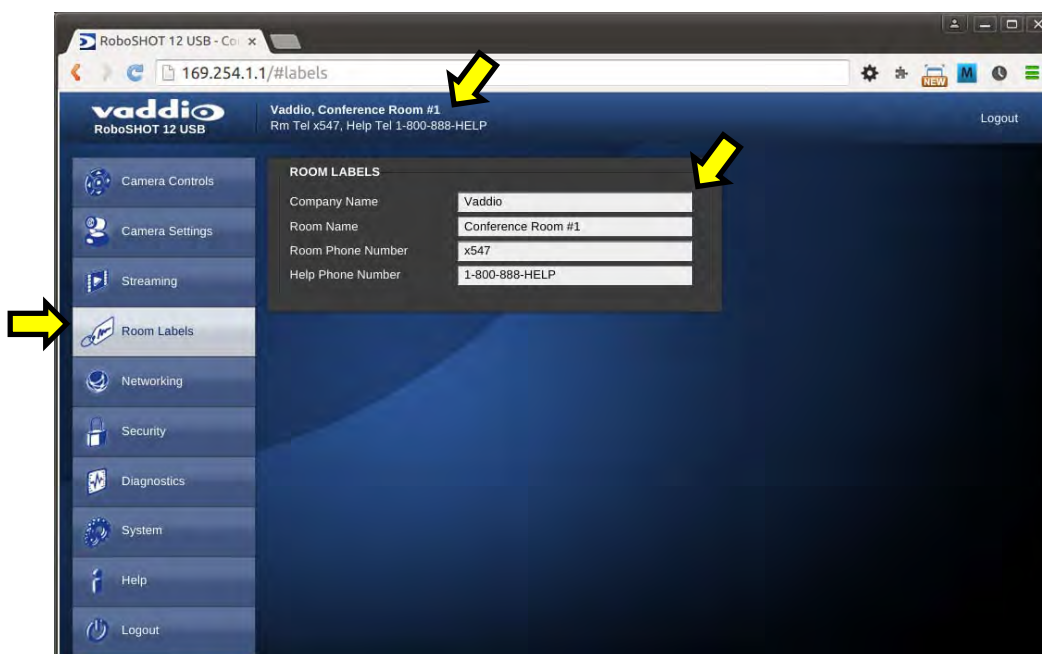 RoboSHOT 12 USB - Co
169.254.1.1/#labels
NEW
M
vaddio
RoboSHOT 12 USB
Vaddio, Conference Room #1
Rm Tel x547, Help Tel 1-800-888-HELP
Logout
Camera Controls
Camera Settings
Streaming
Room Labels
Networking
Security
Diagnostics
System
Help
Logout
ROOM LABELS
Company Name Vaddio
Room Name Conference Room #1
Room Phone Number x547
Help Phone Number 1-800-888-HELP